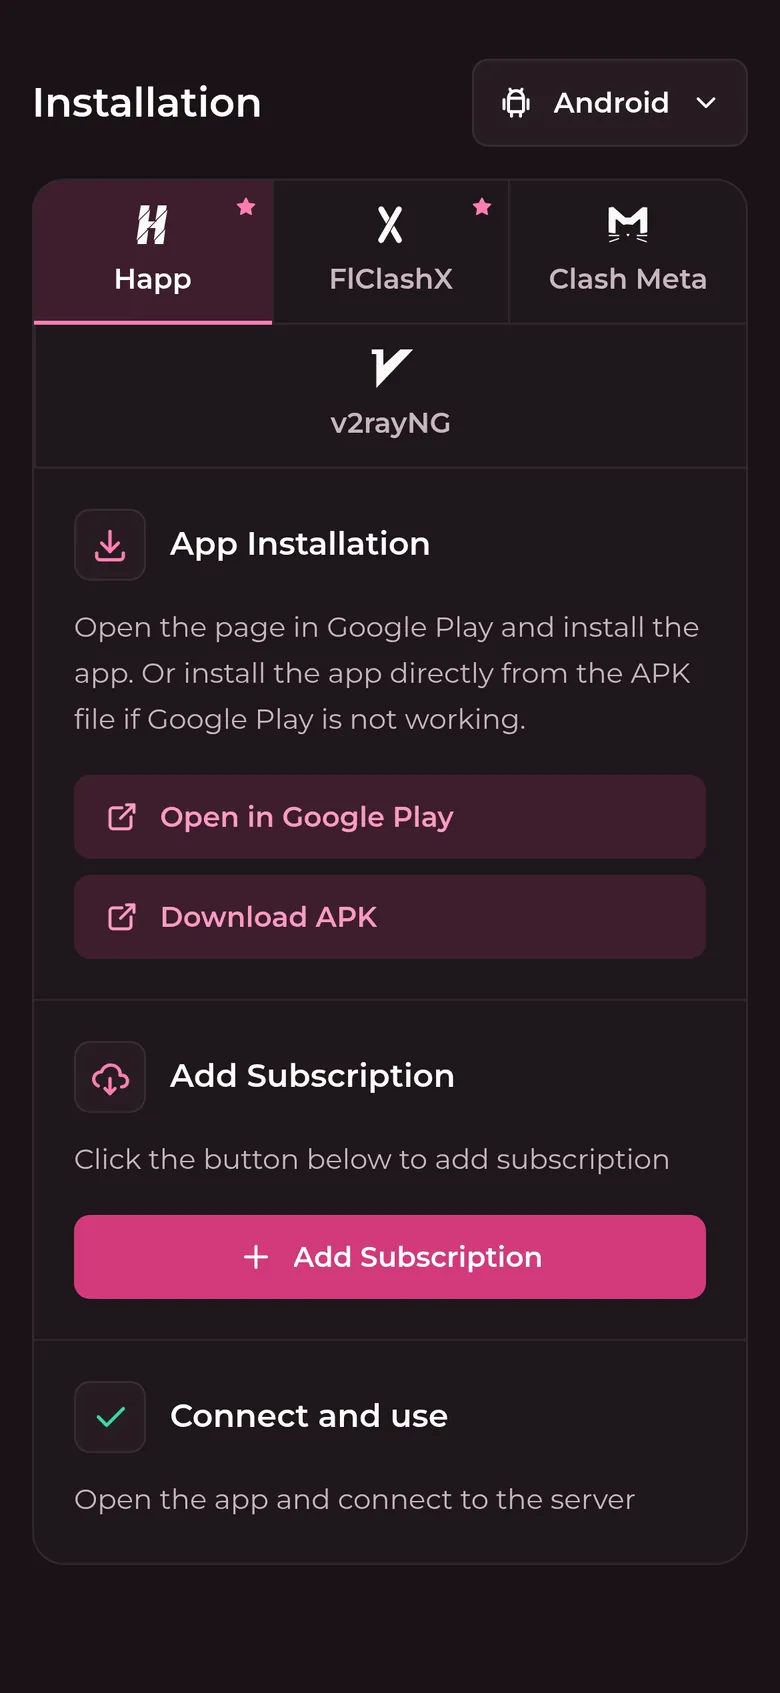 Installation
Android
Happ
FlClashX
Clash Meta
v2rayNG
App Installation
Open the page in Google Play and install the
app. Or install the app directly from the APK
file if Google Play is not working.
Open in Google Play
Download APK
Add Subscription
Click the button below to add subscription
Add Subscription
Connect and use
Open the app and connect to the server